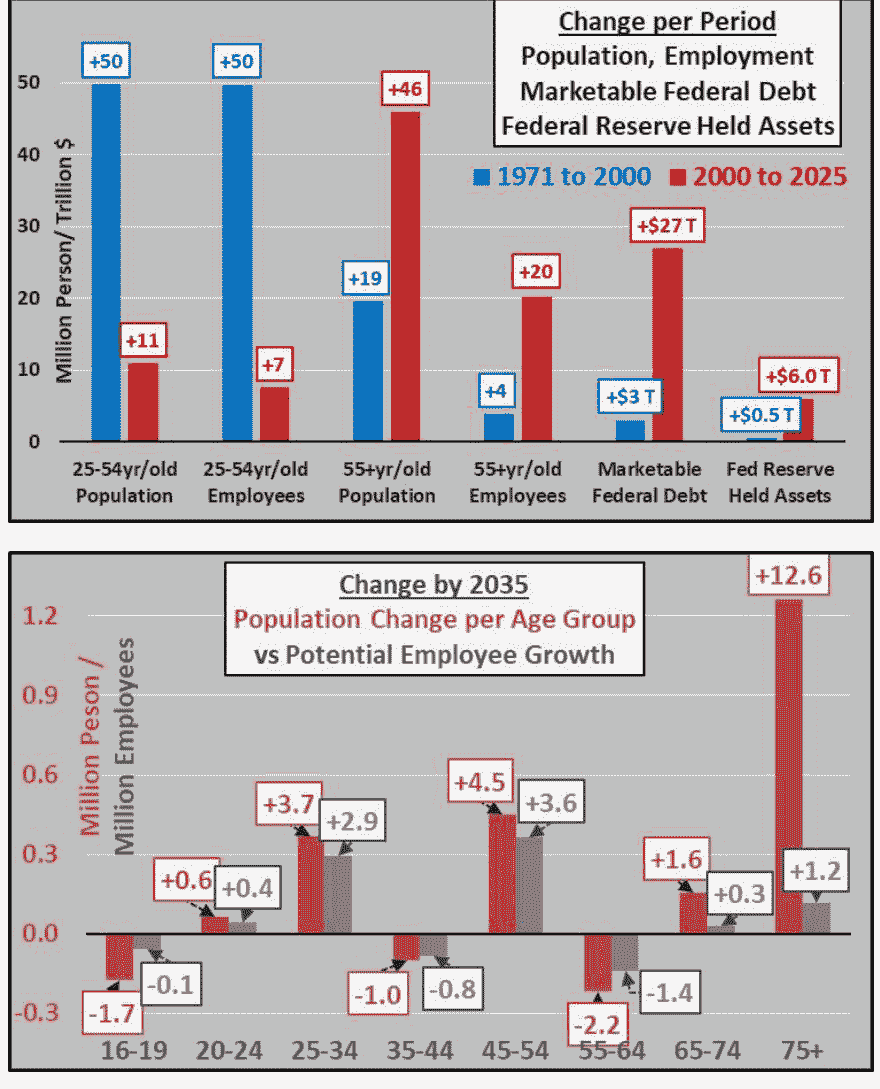 Change per Period
Population, Employment
Marketable Federal Debt
Federal Reserve Held Assets
1971 to 2000
2000 to 2025
Million Person/ Trillion $
50
40
30
20
10
0
+50
+11
+50
+7
+19
+46
+4
+20
+$3 T
+$27 T
+$0.5 T
+$6.0 T
25-54yr/old
Population
25-54yr/old
Employees
55+yr/old
Population
55+yr/old
Employees
Marketable
Federal Debt
Fed Reserve
Held Assets
Change by 2035
Population Change per Age Group
vs Potential Employee Growth
Million Peson /
Million Employees
1.2
0.9
0.6
0.3
0.0
-0.3
-1.7
-0.1
+0.6
+0.4
+3.7
+2.9
-1.0
-0.8
+4.5
+3.6
-2.2
-1.4
+1.6
+0.3
+12.6
+1.2
16-19
20-24
25-34
35-44
45-54
55-64
65-74
75+